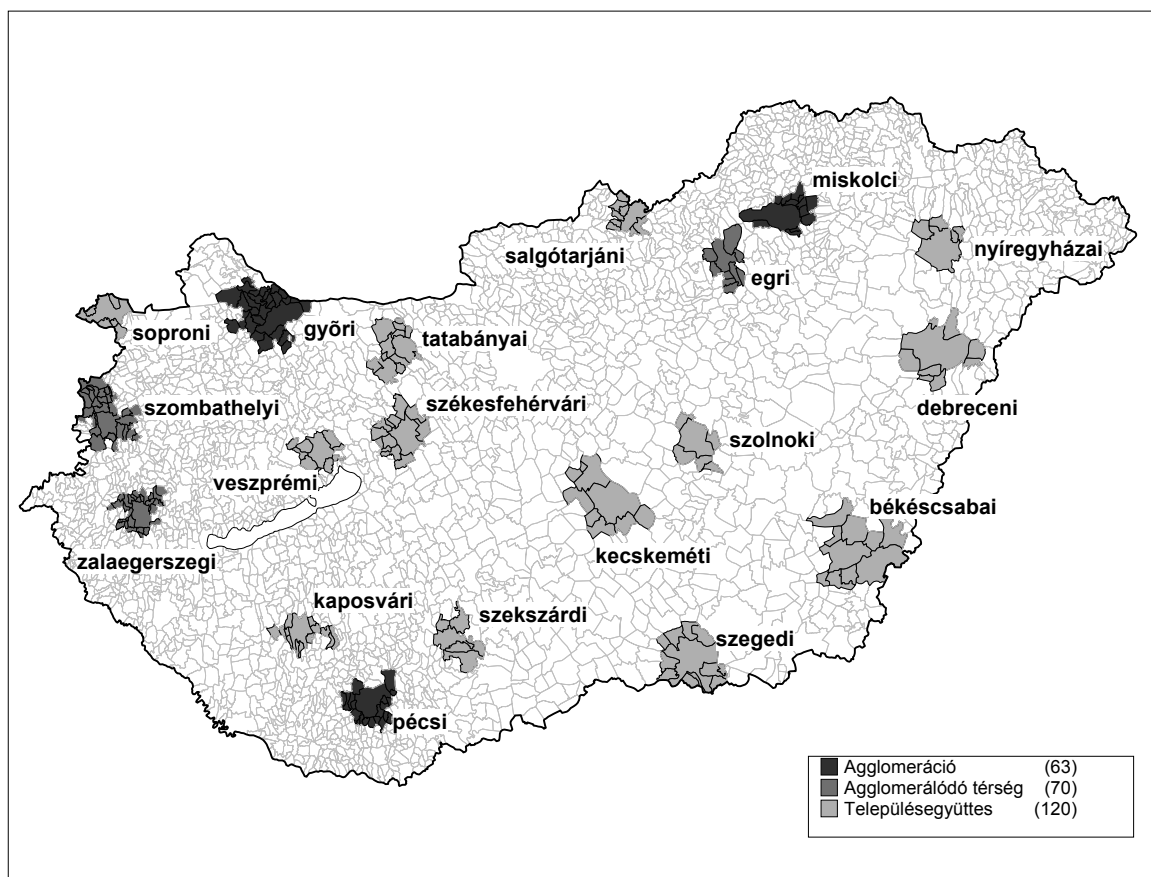 miskolci
salgótarjáni
egri
nyíregyházai
soproni
gyõri
tatabányai
szombathelyi
székesfehérvári
debreceni
szolnoki
veszprémi
békéscsabai
zalaegerszegi
kecskeméti
kaposvári
szekszárdi
szegedi
pécsi
Agglomeráció (63)
Agglomerálódó térség (70)
Településegyüttes (120)